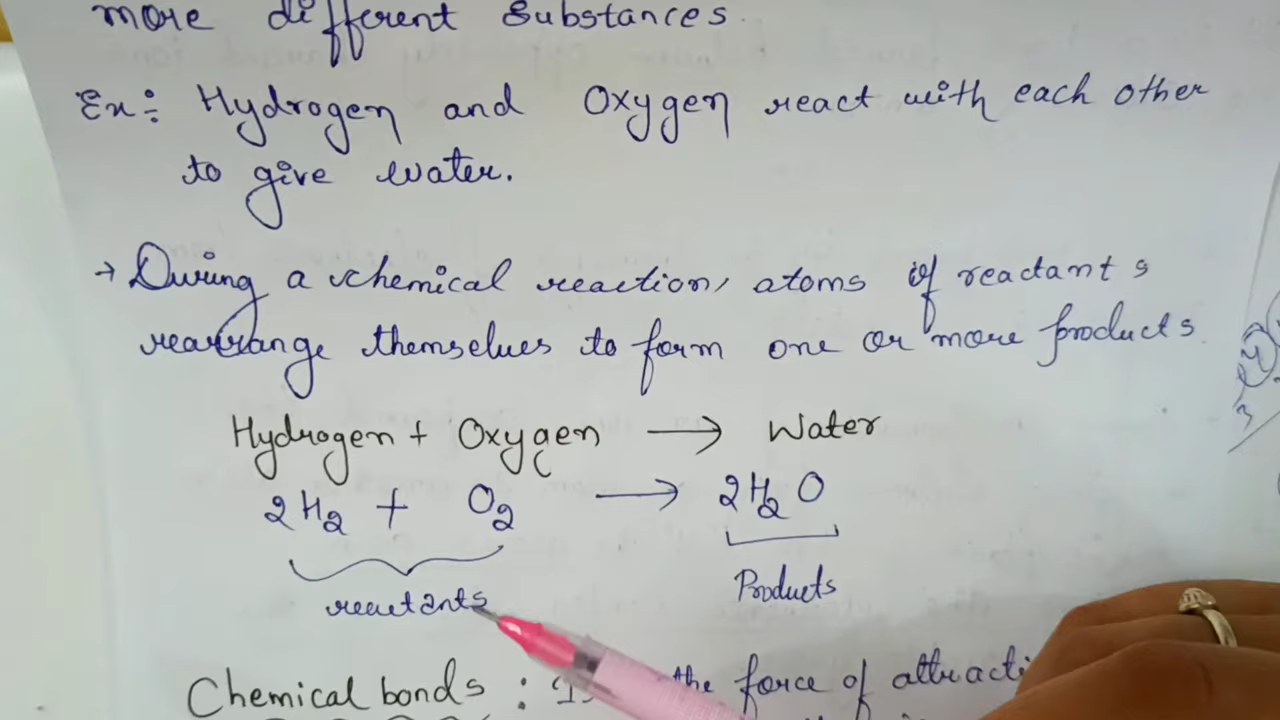 more different substances.
Ex:- Hydrogen and Oxygen react with each other
to give water.
→ During a chemical reaction, atoms of reactants
rearrange themselves to form one or more products.
Hydrogen + Oxygen → Water
2H₂ + O₂ → 2H₂O
reactants Products
Chemical bonds : the force of attracti